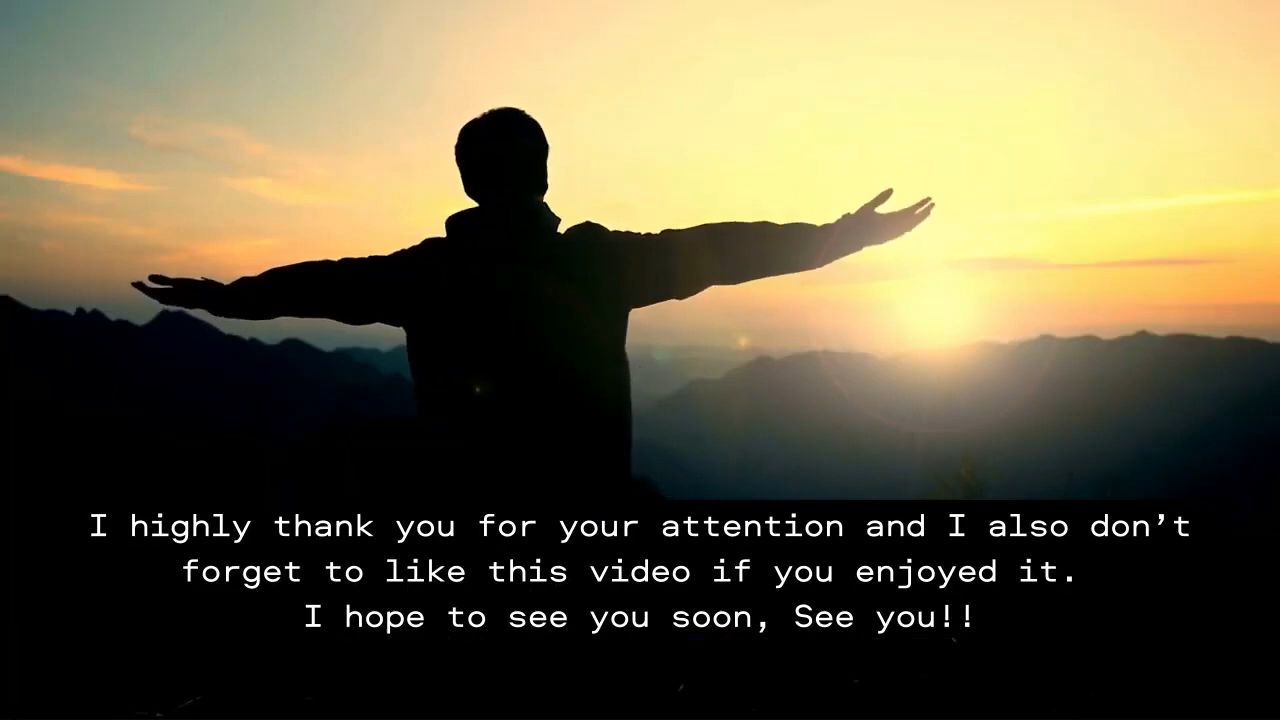 I highly thank you for your attention and I also don’t
forget to like this video if you enjoyed it.
I hope to see you soon, See you!!